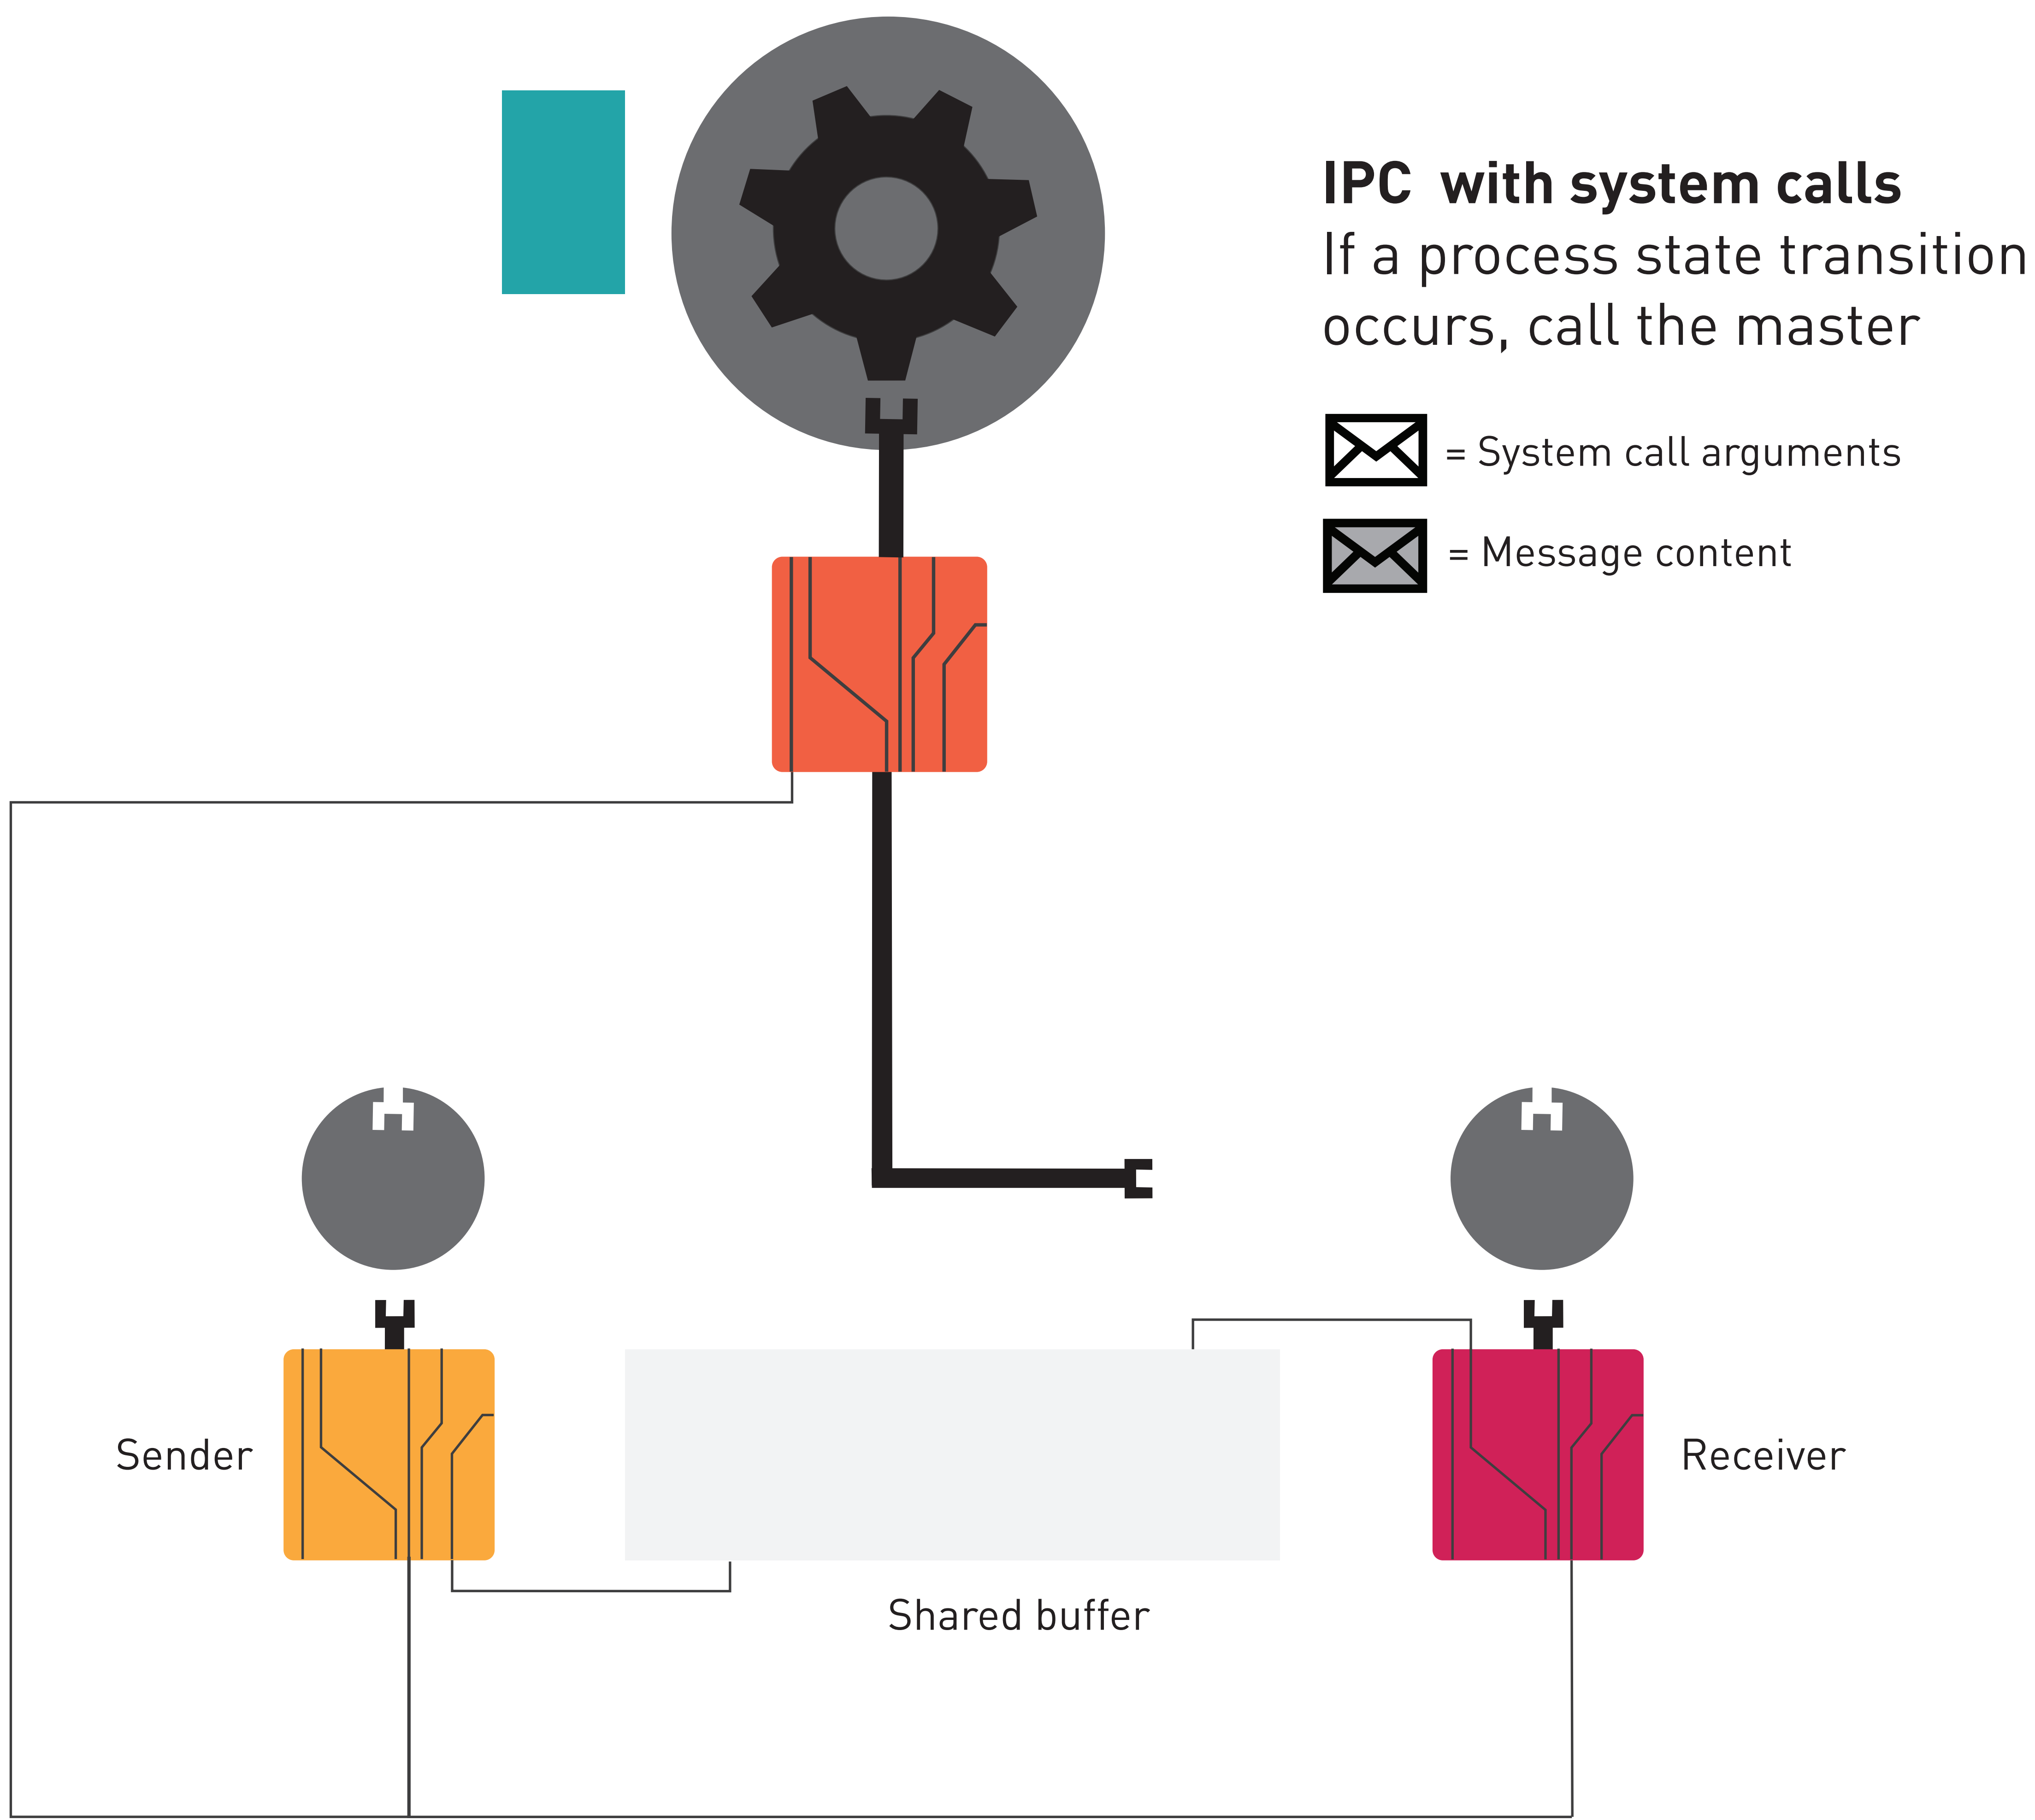 IPC with system calls
If a process state transition
occurs, call the master
= System call arguments
= Message content
Sender
Receiver
Shared buffer